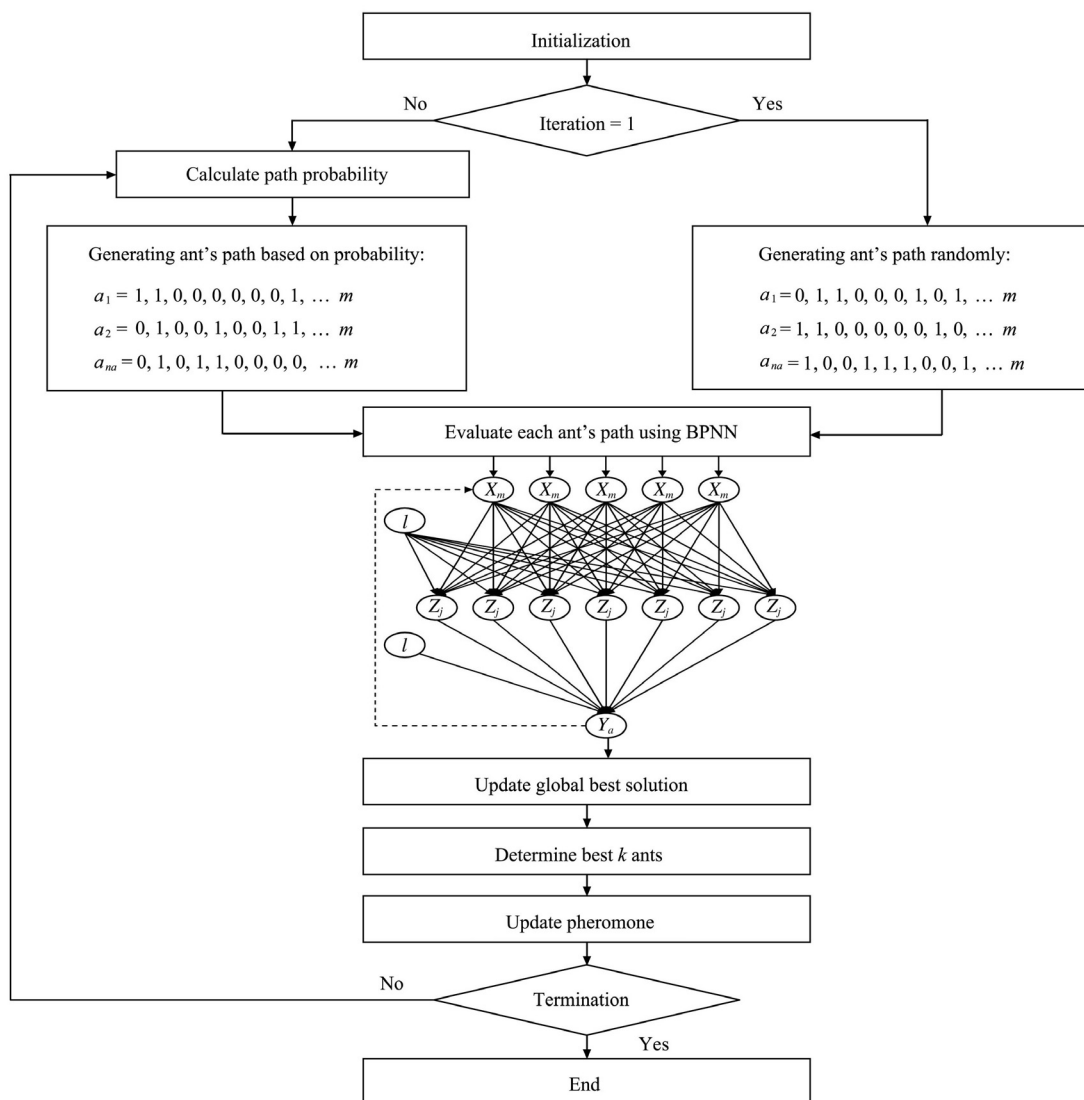 Initialization
No
Yes
Iteration = 1
Calculate path probability
Generating ant's path based on probability:
a1 = 1, 1, 0, 0, 0, 0, 0, 0, 1, … m
a2 = 0, 1, 0, 0, 1, 0, 0, 1, 1, … m
ana = 0, 1, 0, 1, 1, 0, 0, 0, 0, … m
Generating ant's path randomly:
a1 = 0, 1, 1, 0, 0, 0, 1, 0, 1, … m
a2 = 1, 1, 0, 0, 0, 0, 0, 1, 0, … m
ana = 1, 0, 0, 1, 1, 1, 0, 0, 1, … m
Evaluate each ant's path using BPNN
Xm Xm Xm Xm Xm
l
Zj Zj Zj Zj Zj Zj Zj
l
Ya
Update global best solution
Determine best k ants
Update pheromone
No
Termination
Yes
End